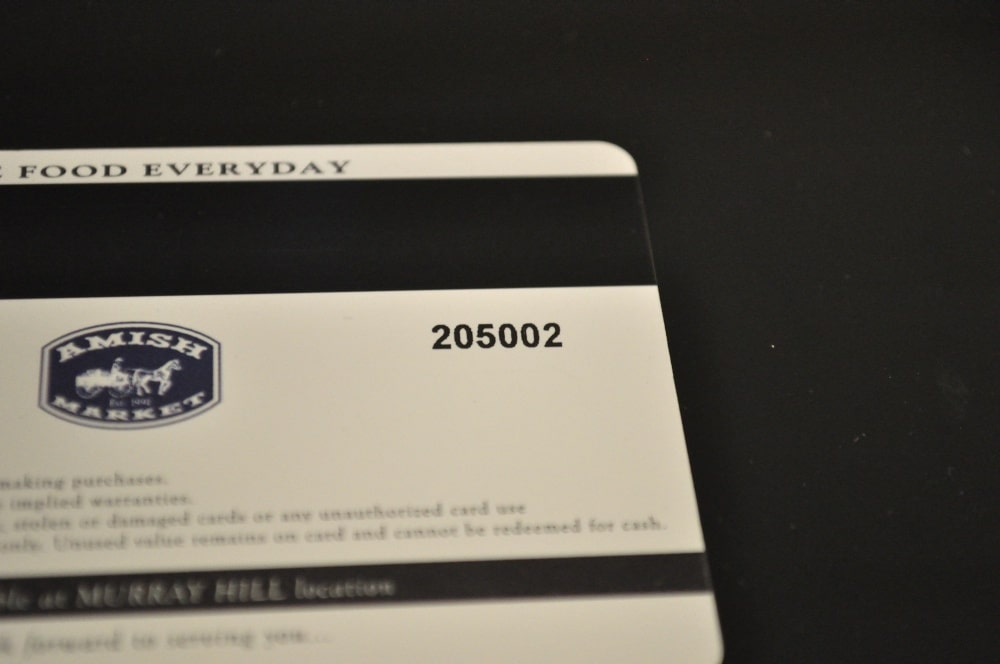 FOOD EVERYDAY
205002
AMISH
MARKET
making purchases.
implied warranties.
stolen or damaged cards or any unauthorized card use
only. Unused value remains on card and cannot be redeemed for cash.
at MURRAY HILL location
forward to serving you...